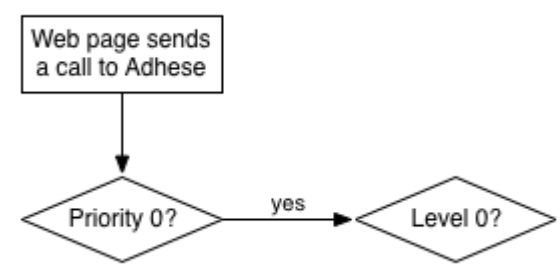 Web page sends
a call to Adhese
Priority 0?
yes
Level 0?